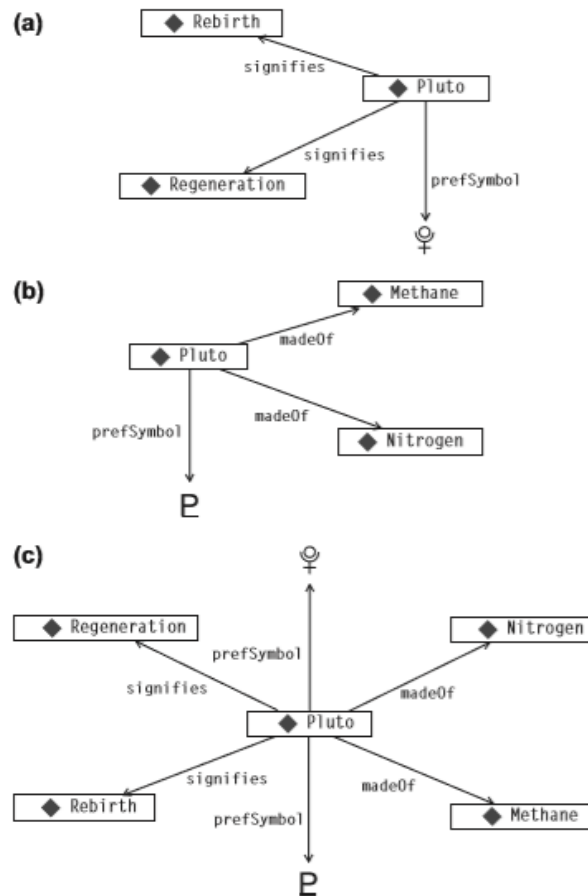 (a)
◆ Rebirth
signifies
◆ Pluto
signifies
◆ Regeneration
prefSymbol
(b)
◆ Methane
madeOf
◆ Pluto
madeOf
prefSymbol
◆ Nitrogen
P
(c)
◆ Regeneration
◆ Nitrogen
prefSymbol
signifies
madeOf
◆ Pluto
signifies
madeOf
◆ Rebirth
prefSymbol
◆ Methane
P